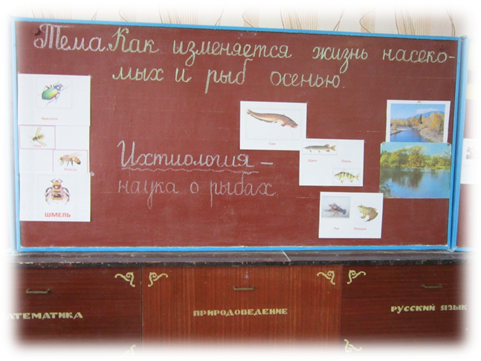 Тема: Как изменяется жизнь насеко-
мых и рыб осенью.
Ихтиология –
наука о рыбах.
ШМЕЛЬ
МАТЕМАТИКА
ПРИРОДОВЕДЕНИЕ
РУССКИЙ ЯЗЫК